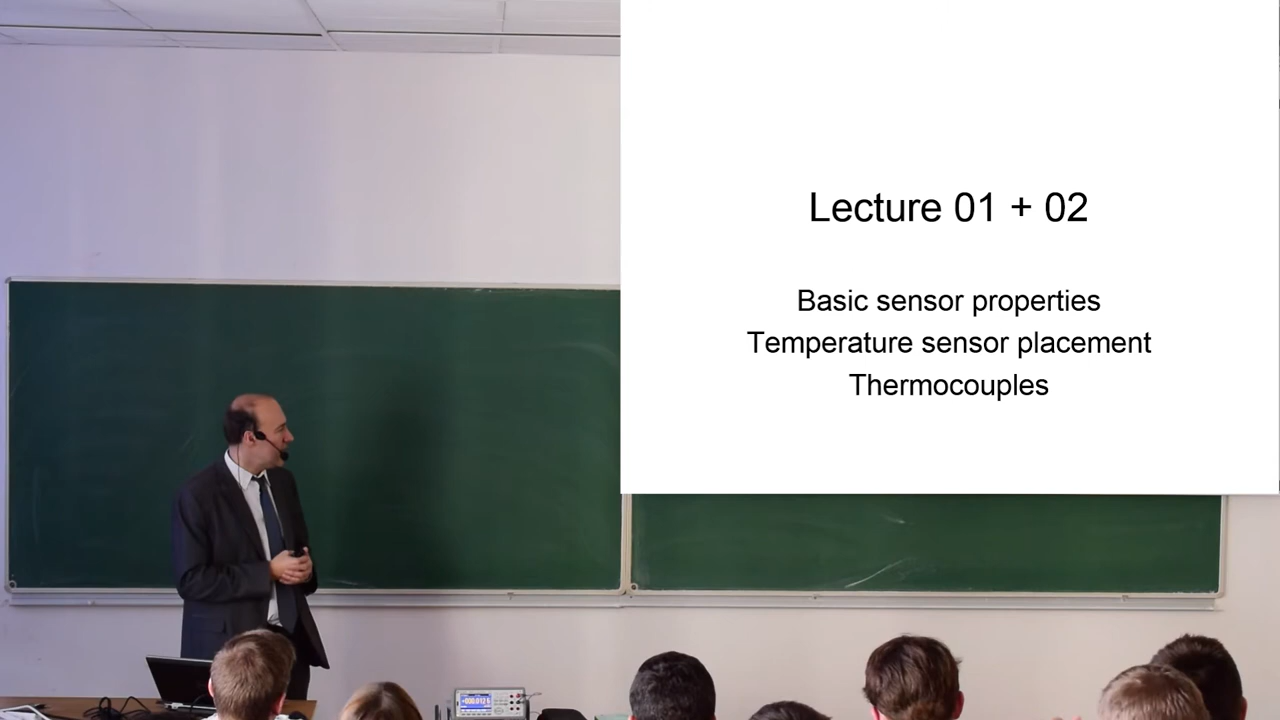 Lecture 01 + 02
Basic sensor properties
Temperature sensor placement
Thermocouples